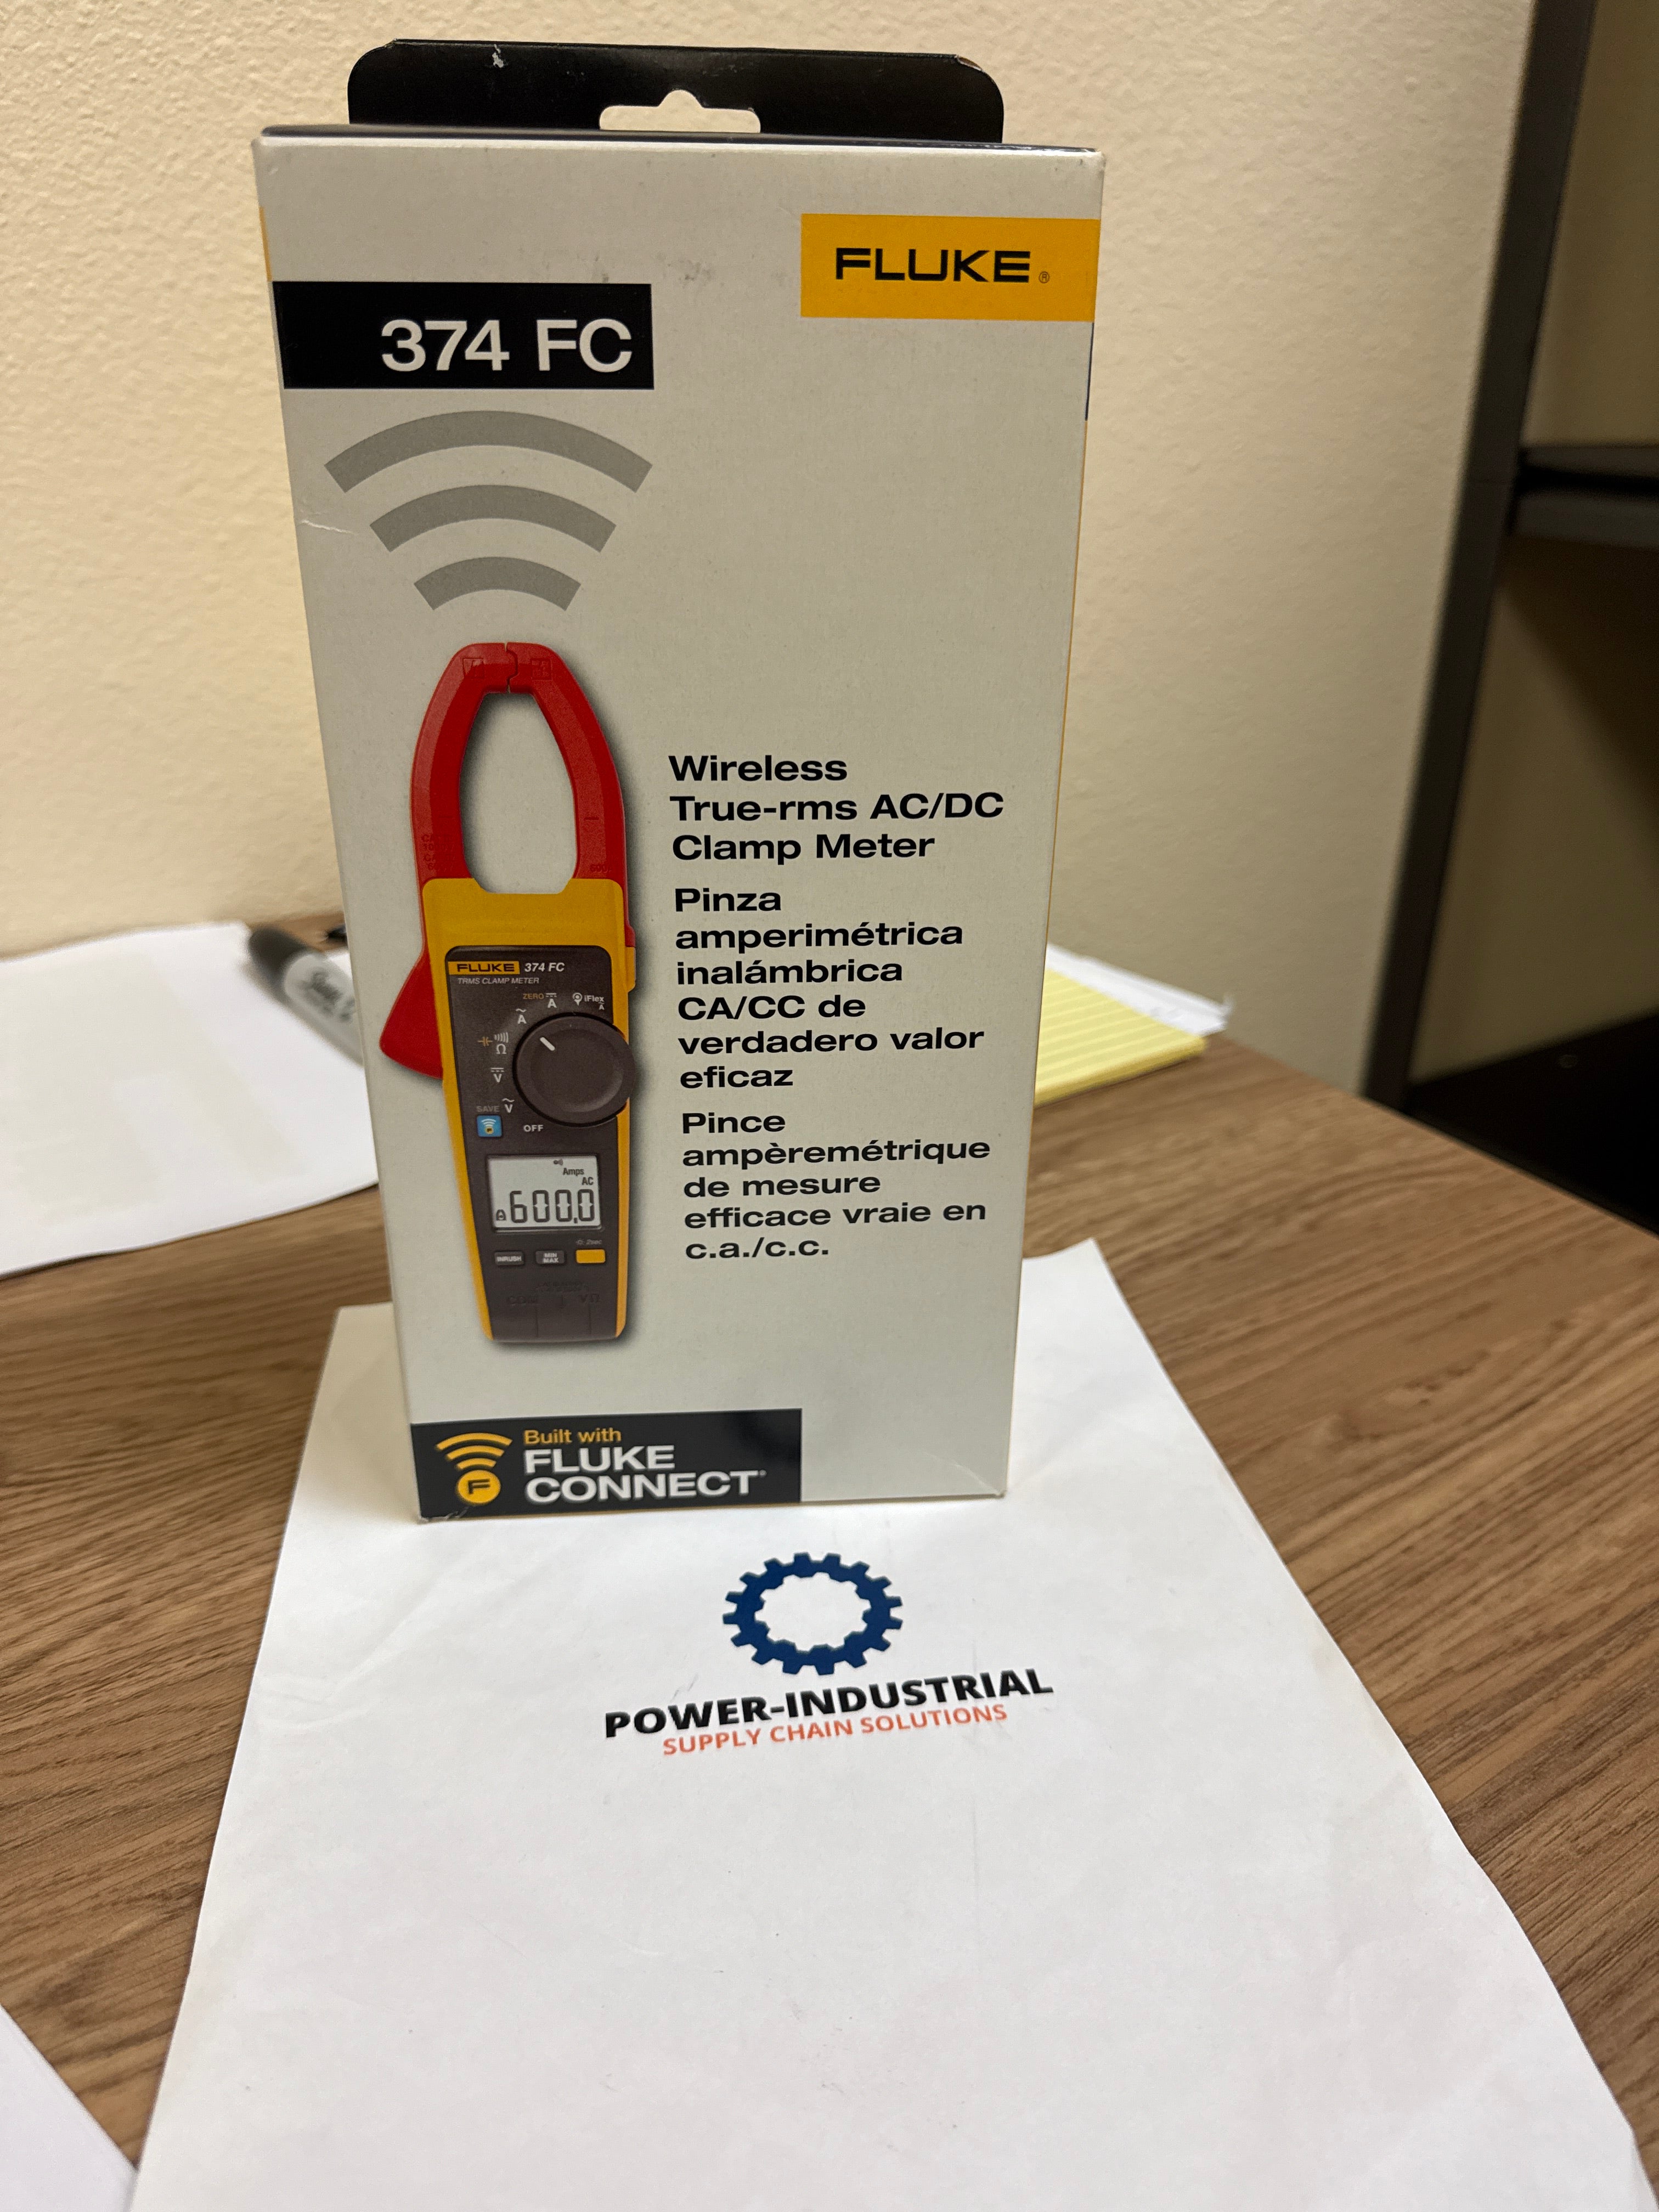 FLUKE®
374 FC
Wireless
True-rms AC/DC
Clamp Meter
Pinza
amperimétrica
inalámbrica
CA/CC de
verdadero valor
eficaz
Pince
ampèremétrique
de mesure
efficace vraie en
c.a./c.c.
FLUKE 374 FC
TRMS CLAMP METER
ZERO A
iFlex
A
A
Ω
V
SAVE V
OFF
Amps
AC
600.0
INRUSH
MIN
MAX
Built with
FLUKE
CONNECT
F
POWER-INDUSTRIAL
SUPPLY CHAIN SOLUTIONS